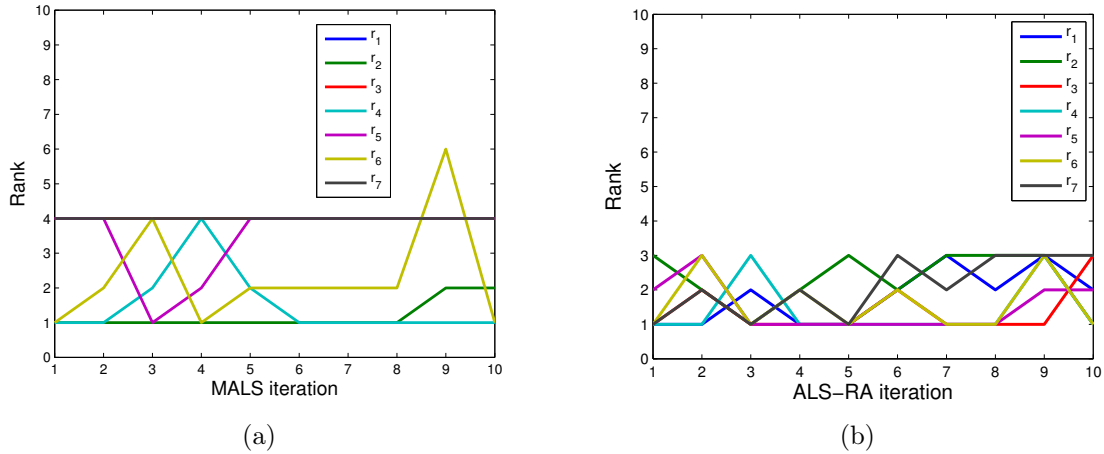 10
9
8
7
6
5
4
3
2
1
0
Rank
r1
r2
r3
r4
r5
r6
r7
1 2 3 4 5 6 7 8 9 10
MALS iteration
(a)
10
9
8
7
6
5
4
3
2
1
0
Rank
r1
r2
r3
r4
r5
r6
r7
1 2 3 4 5 6 7 8 9 10
ALS−RA iteration
(b)